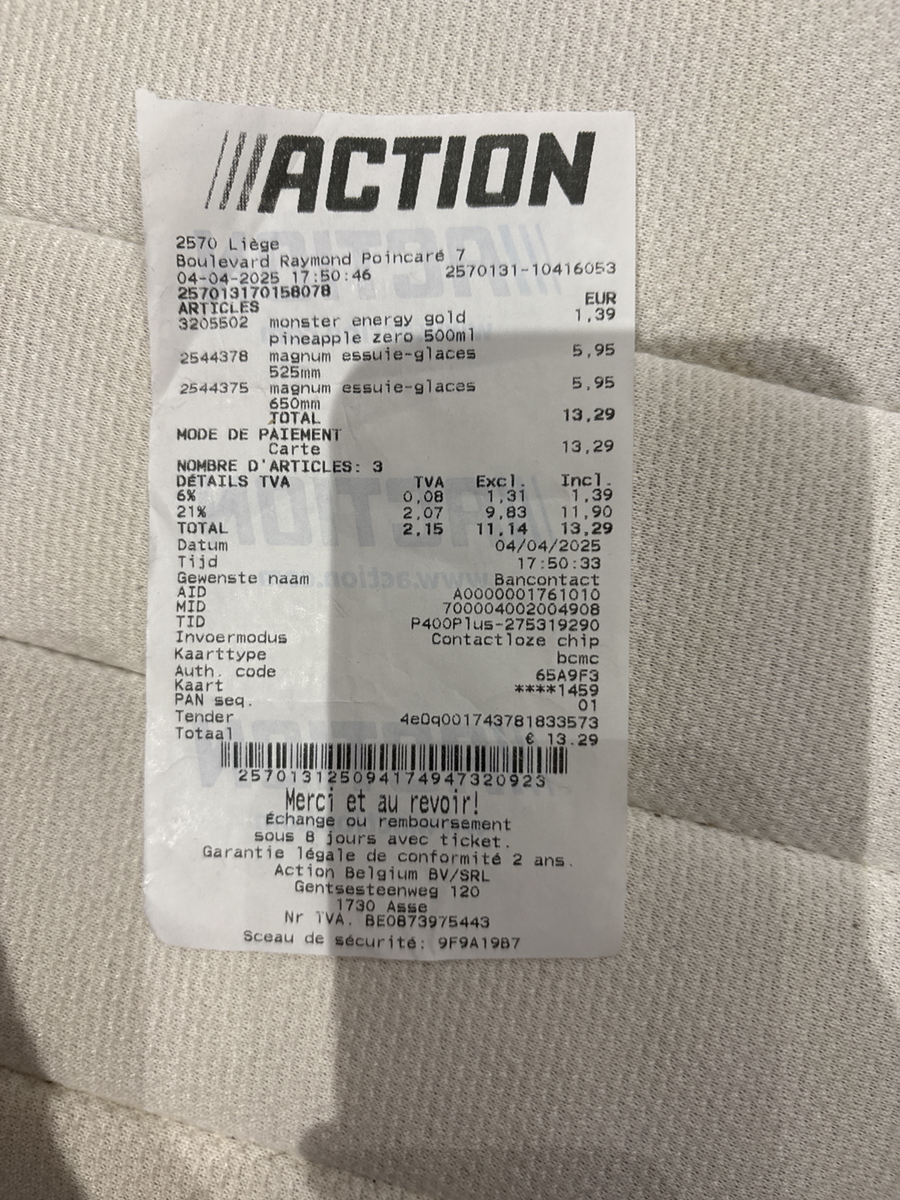 ACTION
2570 Liège
Boulevard Raymond Poincaré 7
04-04-2025 17:50:46 2570131-10416053
257013170158078
ARTICLES EUR
3205502 monster energy gold 1,39
pineapple zero 500ml
2544378 magnum essuie-glaces 5,95
525mm
2544375 magnum essuie-glaces 5,95
650mm
TOTAL 13,29
MODE DE PAIEMENT
Carte 13,29
NOMBRE D'ARTICLES: 3
DÉTAILS TVA TVA Excl. Incl.
6% 0,08 1,31 1,39
21% 2,07 9,83 11,90
TOTAL 2,15 11,14 13,29
Datum 04/04/2025
Tijd 17:50:33
Gewenste naam Bancontact
AID A0000001761010
MID 700004002004908
TID P400Plus-275319290
Invoermodus Contactloze chip
Kaarttype bcmc
Auth. code 65A9F3
Kaart ****1459
PAN seq. 01
Tender 4e0q001743781833573
Totaal € 13.29
257013125094174947320923
Merci et au revoir!
Échange ou remboursement
sous 8 jours avec ticket.
Garantie légale de conformité 2 ans.
Action Belgium BV/SRL
Gentsesteenweg 120
1730 Asse
Nr TVA. BE0873975443
Sceau de sécurité: 9F9A19B7